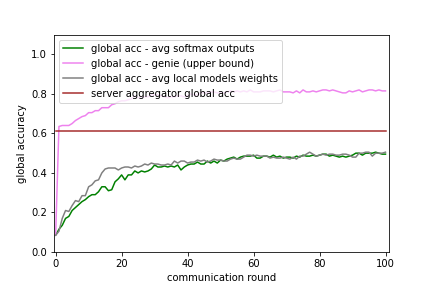 global acc - avg softmax outputs
global acc - genie (upper bound)
global acc - avg local models weights
server aggregator global acc
global accuracy
1.0
0.8
0.6
0.4
0.2
0.0
0 20 40 60 80 100
communication round